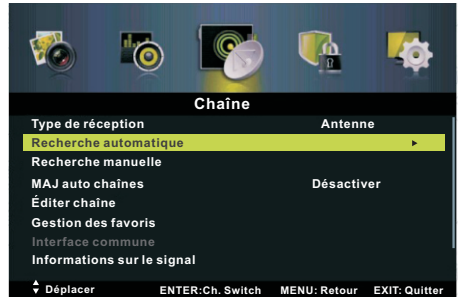 Chaîne
Type de réception Antenne
Recherche automatique
Recherche manuelle
MAJ auto chaînes Désactiver
Éditer chaîne
Gestion des favoris
Interface commune
Informations sur le signal
Déplacer ENTER:Ch. Switch MENU: Retour EXIT: Quitter